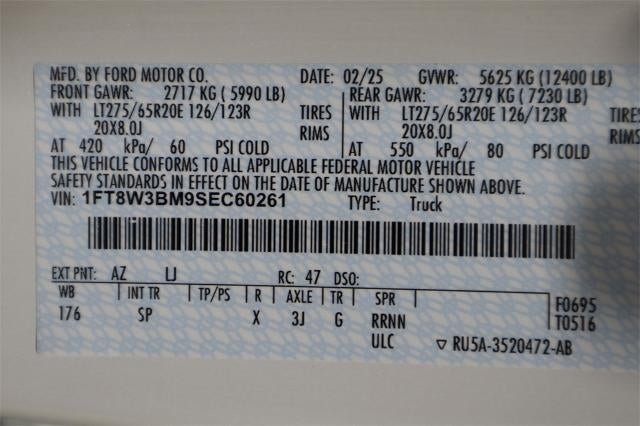 MFD. BY FORD MOTOR CO. DATE: 02/25 GVWR: 5625 KG (12400 LB)
FRONT GAWR: 2717 KG ( 5990 LB) REAR GAWR: 3279 KG ( 7230 LB)
WITH LT275/65R20E 126/123R TIRES WITH LT275/65R20E 126/123R TIRES
20X8.0J RIMS 20X8.0J RIMS
AT 420 kPa/ 60 PSI COLD AT 550 kPa/ 80 PSI COLD
THIS VEHICLE CONFORMS TO ALL APPLICABLE FEDERAL MOTOR VEHICLE
SAFETY STANDARDS IN EFFECT ON THE DATE OF MANUFACTURE SHOWN ABOVE.
VIN: 1FT8W3BM9SEC60261 TYPE: Truck
EXT PNT: AZ UJ RC: 47 DSO:
WB INT TR TP/PS R AXLE TR SPR F0695
176 SP X 3J G RRNN T0516
ULC ▽ RU5A-3520472-AB